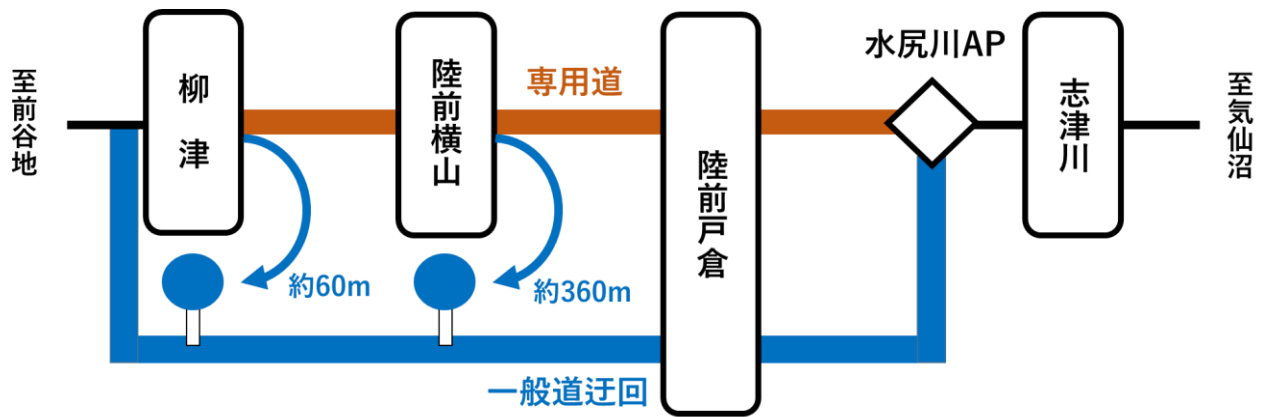 至前谷地
柳津
陸前横山
専用道
陸前戸倉
水尻川AP
志津川
至気仙沼
約60m
約360m
一般道迂回